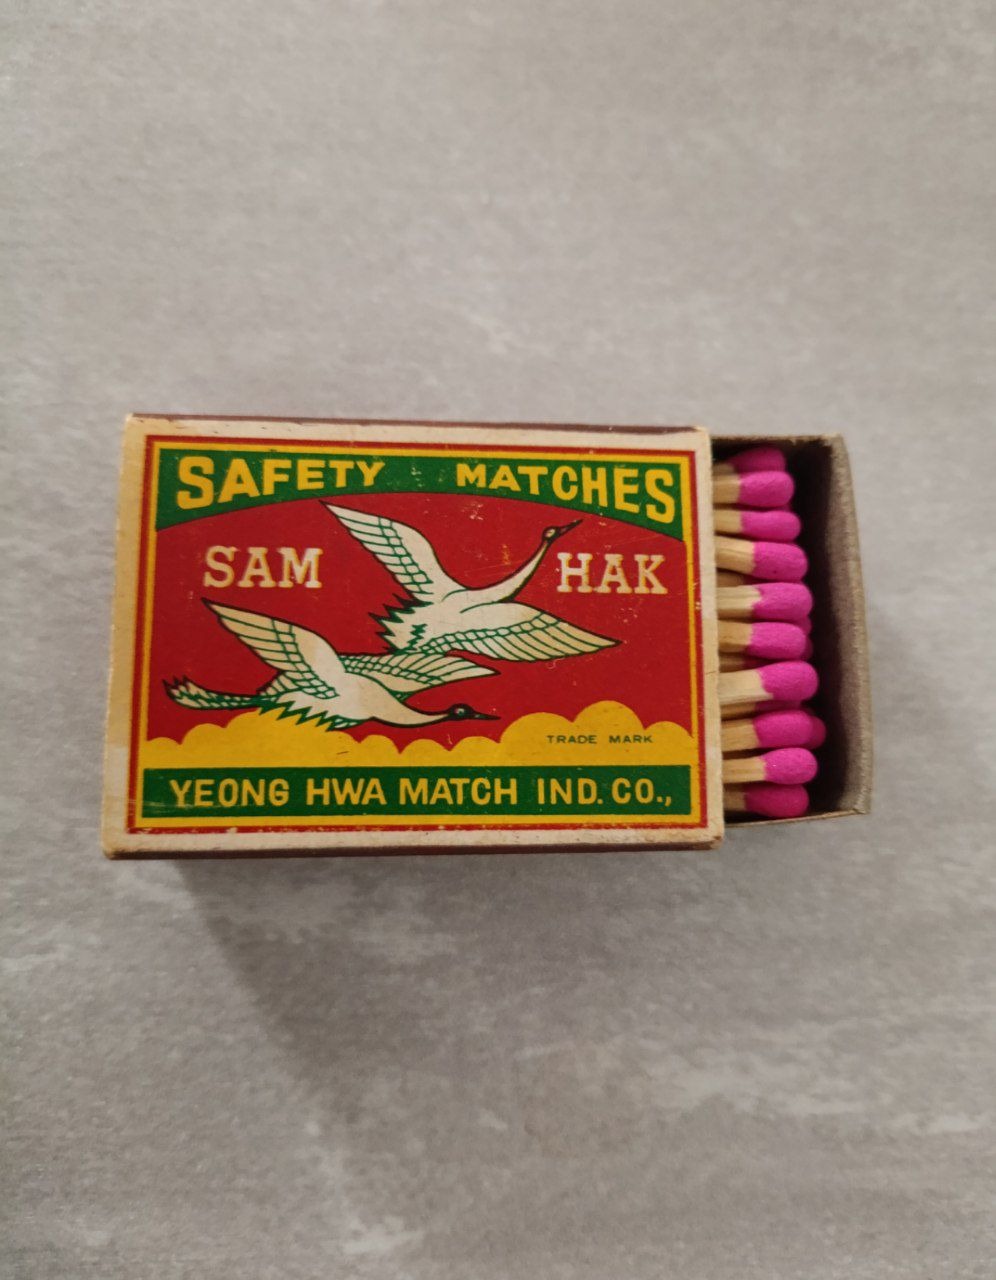 SAFETY MATCHES
SAM HAK
TRADE MARK
YEONG HWA MATCH IND. CO.,